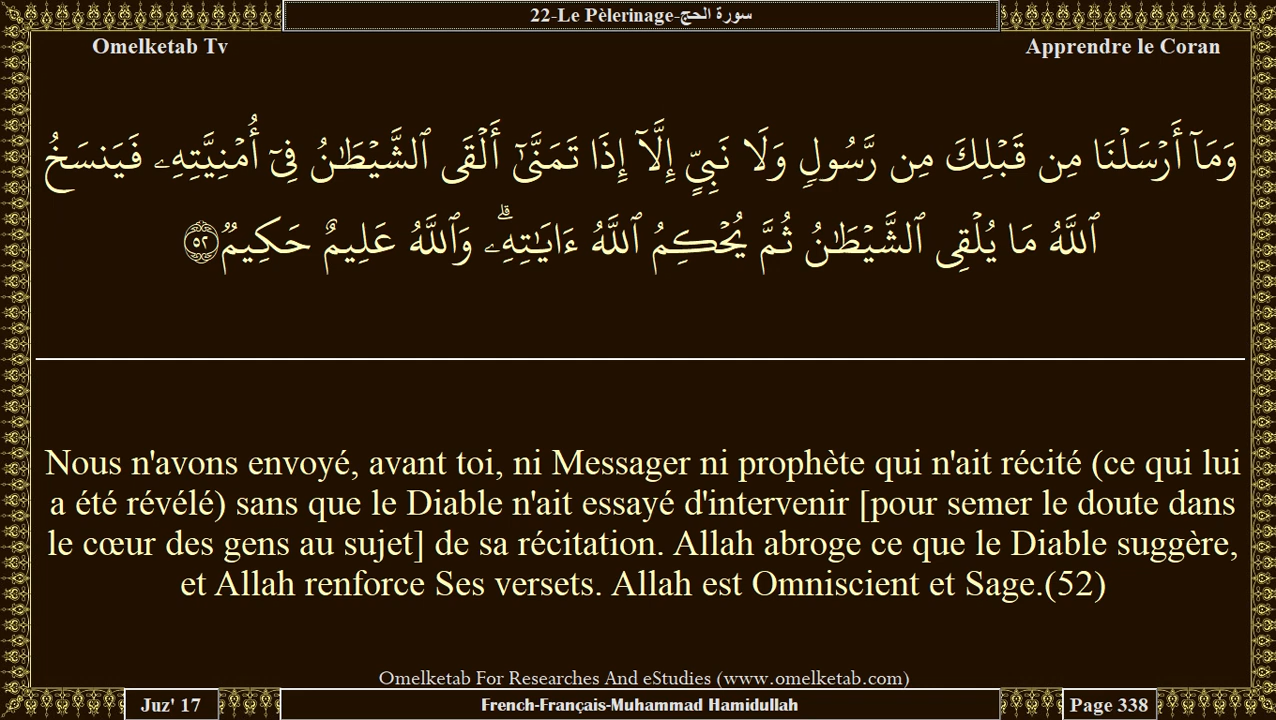 22-Le Pèlerinage-سورة الحج
Omelketab Tv
Apprendre le Coran
وَمَآ أَرۡسَلۡنَا مِن قَبۡلِكَ مِن رَّسُولٖ وَلَا نَبِيٍّ إِلَّآ إِذَا تَمَنَّىٰٓ أَلۡقَى ٱلشَّيۡطَٰنُ فِيٓ أُمۡنِيَّتِهِۦ فَيَنسَخُ
ٱللَّهُ مَا يُلۡقِي ٱلشَّيۡطَٰنُ ثُمَّ يُحۡكِمُ ٱللَّهُ ءَايَٰتِهِۦۗ وَٱللَّهُ عَلِيمٌ حَكِيمٞ ٥٢
Nous n'avons envoyé, avant toi, ni Messager ni prophète qui n'ait récité (ce qui lui
a été révélé) sans que le Diable n'ait essayé d'intervenir [pour semer le doute dans
le cœur des gens au sujet] de sa récitation. Allah abroge ce que le Diable suggère,
et Allah renforce Ses versets. Allah est Omniscient et Sage.(52)
Omelketab For Researches And eStudies (www.omelketab.com)
Juz' 17
French-Français-Muhammad Hamidullah
Page 338